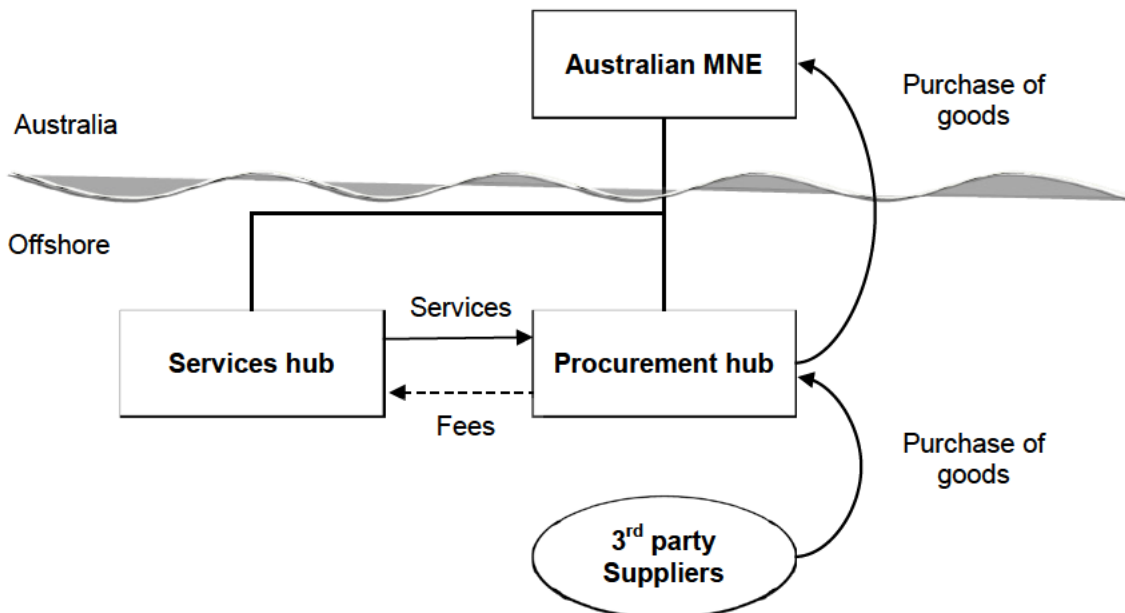 Australian MNE
Purchase of
goods
Australia
Offshore
Services
Services hub
Procurement hub
Fees
Purchase of
goods
3rd party
Suppliers